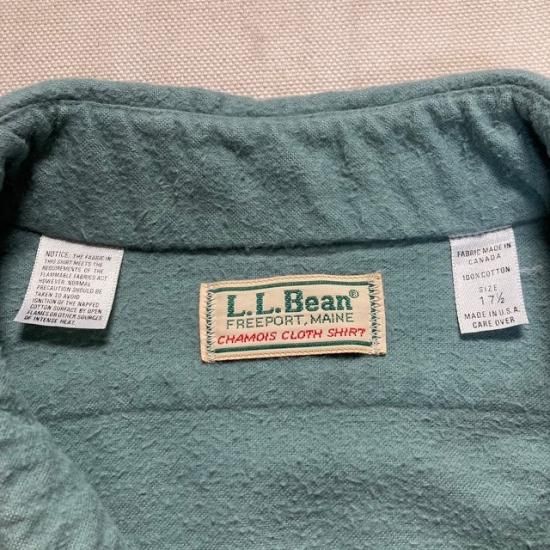 NOTICE: THE FABRIC IN
THIS SHIRT MEETS THE
REQUIREMENTS OF THE
FLAMMABLE FABRICS ACT
HOWEVER, NORMAL
PRECAUTION SHOULD BE
TAKEN TO AVOID
IGNITION OF THE NAPPED
COTTON SURFACE BY OPEN
FLAMES OR OTHER SOURCES
OF INTENSE HEAT.
L.L.Bean®
FREEPORT, MAINE
CHAMOIS CLOTH SHIRT
FABRIC MADE IN
CANADA
100% COTTON
SIZE
17½
MADE IN U.S.A.
CARE OVER